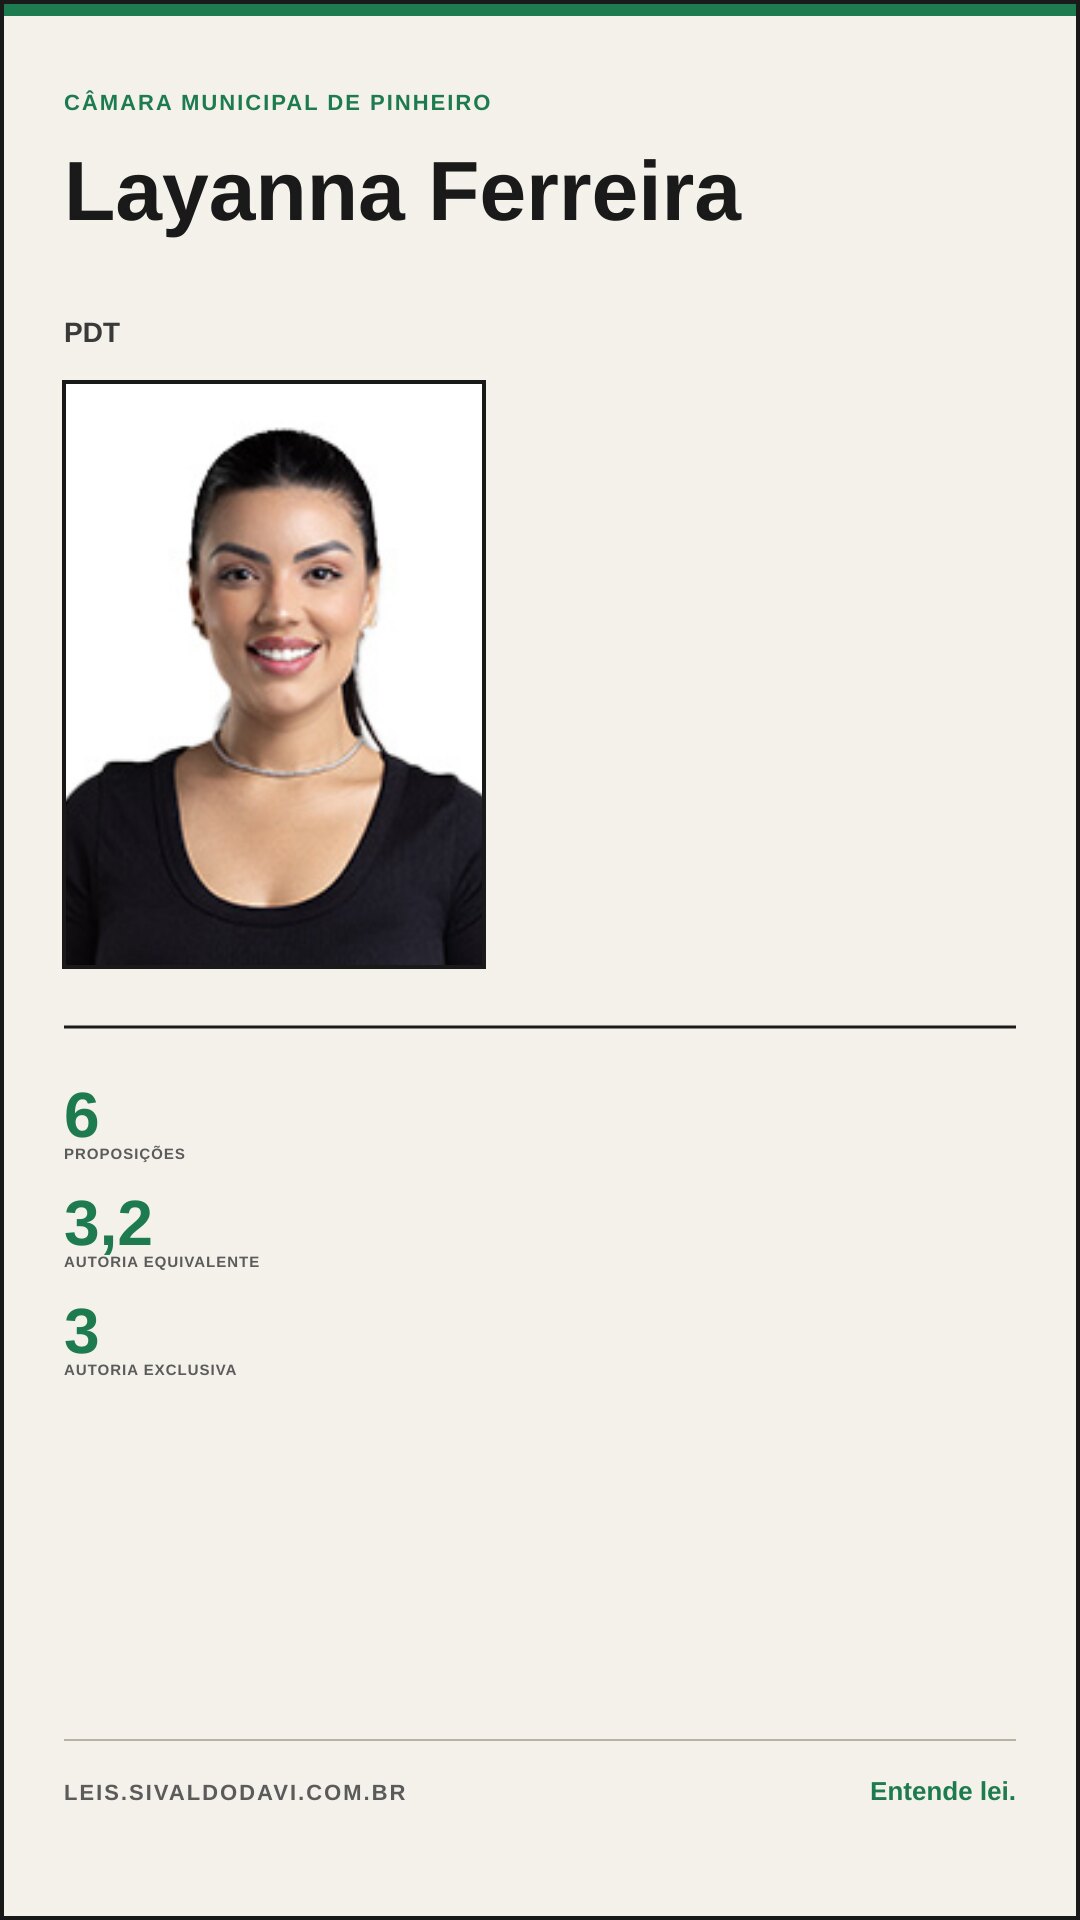 CÂMARA MUNICIPAL DE PINHEIRO
Layanna Ferreira
PDT
6
PROPOSIÇÕES
3,2
AUTORIA EQUIVALENTE
3
AUTORIA EXCLUSIVA
LEIS.SIVALDODAVI.COM.BR
Entende lei.